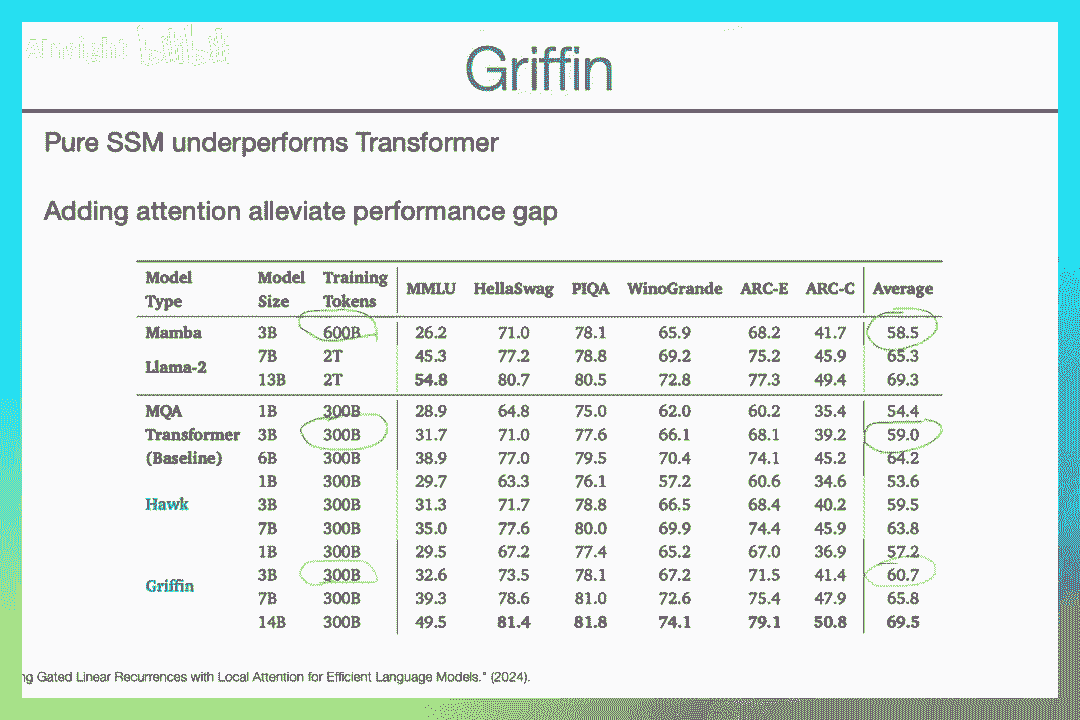 Griffin
Pure SSM underperforms Transformer
Adding attention alleviate performance gap
Model Type Model Size Training Tokens MMLU HellaSwag PIQA WinoGrande ARC-E ARC-C Average
Mamba 3B 600B 26.2 71.0 78.1 65.9 68.2 41.7 58.5
Llama-2 7B 2T 45.3 77.2 78.8 69.2 75.2 45.9 65.3
13B 2T 54.8 80.7 80.5 72.8 77.3 49.4 69.3
MQA 1B 300B 28.9 64.8 75.0 62.0 60.2 35.4 54.4
Transformer 3B 300B 31.7 71.0 77.6 66.1 68.1 39.2 59.0
(Baseline) 6B 300B 38.9 77.0 79.5 70.4 74.1 45.2 64.2
1B 300B 29.7 63.3 76.1 57.2 60.6 34.6 53.6
Hawk 3B 300B 31.3 71.7 78.8 66.5 68.4 40.2 59.5
7B 300B 35.0 77.6 80.0 69.9 74.4 45.9 63.8
1B 300B 29.5 67.2 77.4 65.2 67.0 36.9 57.2
Griffin 3B 300B 32.6 73.5 78.1 67.2 71.5 41.4 60.7
7B 300B 39.3 78.6 81.0 72.6 75.4 47.9 65.8
14B 300B 49.5 81.4 81.8 74.1 79.1 50.8 69.5
ng Gated Linear Recurrences with Local Attention for Efficient Language Models." (2024).